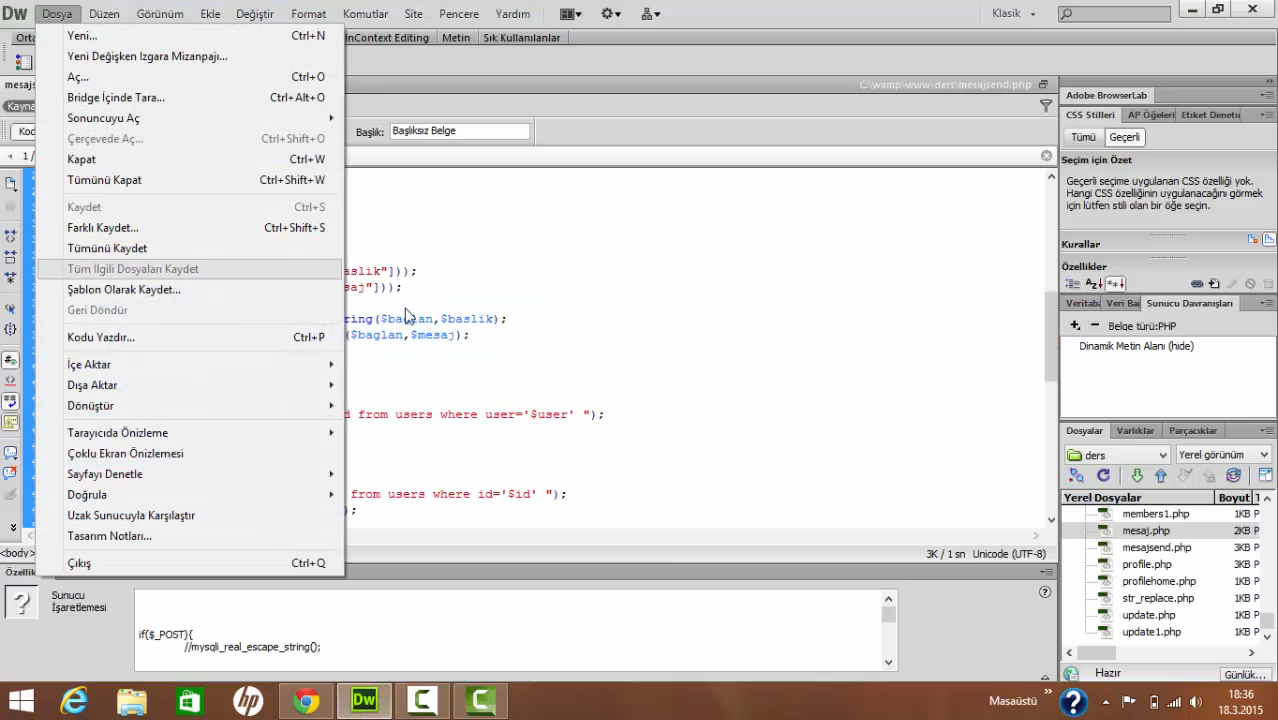 Dw Dosya Düzen Görünüm Ekle Değiştir Format Komutlar Site Pencere Yardım Klasik
InContext Editing Metin Sık Kullanılanlar
Yeni... Ctrl+N
Yeni Değişken Izgara Mizanpajı...
Aç... Ctrl+O
Bridge İçinde Tara... Ctrl+Alt+O
Sonuncuyu Aç
Çerçevede Aç... Ctrl+Shift+O
Kapat Ctrl+W
Tümünü Kapat Ctrl+Shift+W
Kaydet Ctrl+S
Farklı Kaydet... Ctrl+Shift+S
Tümünü Kaydet
Tüm İlgili Dosyaları Kaydet
Şablon Olarak Kaydet...
Geri Döndür
Kodu Yazdır... Ctrl+P
İçe Aktar
Dışa Aktar
Dönüştür
Tarayıcıda Önizleme
Çoklu Ekran Önizlemesi
Sayfayı Denetle
Doğrula
Uzak Sunucuyla Karşılaştır
Tasarım Notları...
Çıkış Ctrl+Q
C:\wamp\www\ders\mesajsend.php
Başlık: Başlıksız Belge
aslik"]));
saj"]));
ring($baglan,$baslik);
($baglan,$mesaj);
d from users where user='$user' ");
from users where id='$id' ");
);
<body>
3K / 1 sn Unicode (UTF-8)
Sunucu
İşaretlemesi
if($_POST){
//mysqli_real_escape_string();
Adobe BrowserLab
CSS Stilleri AP Öğeleri Etiket Denetu
Tümü Geçerli
Seçim için Özet
Geçerli seçime uygulanan CSS özelliği yok.
Hangi CSS özelliğinin uygulanacağını görmek
için lütfen stili olan bir öğe seçin.
Kurallar
Özellikler
Veritaba Veri Bağ Sunucu Davranışları
Belge türü:PHP
Dinamik Metin Alanı (hide)
Dosyalar Varlıklar Parçacıklar
ders Yerel görünüm
Yerel Dosyalar Boyut T
members1.php 1KB P
mesaj.php 2KB P
mesajsend.php 3KB P
profile.php 3KB P
profilehome.php 1KB P
str_replace.php 1KB P
update.php 1KB P
update1.php 1KB P
Hazır Günlük...
Masaüstü
18:36
18.3.2015